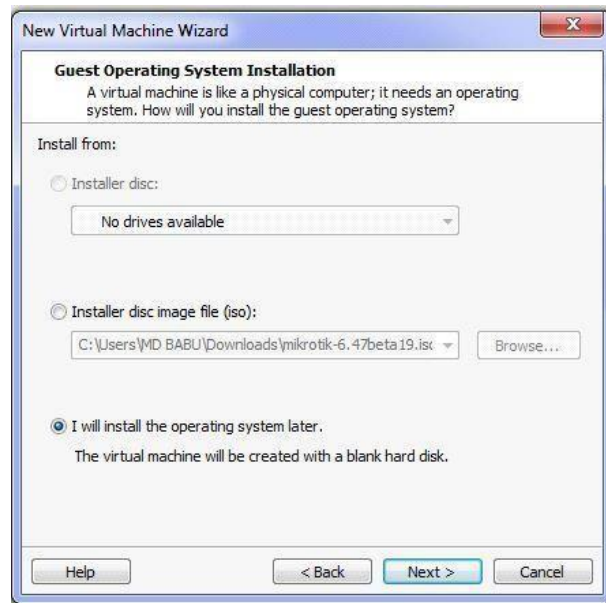 New Virtual Machine Wizard
Guest Operating System Installation
A virtual machine is like a physical computer; it needs an operating
system. How will you install the guest operating system?
Install from:
Installer disc:
No drives available
Installer disc image file (iso):
C:\Users\MD BABU\Downloads\mikrotik-6.47beta19.isc
Browse...
I will install the operating system later.
The virtual machine will be created with a blank hard disk.
Help
< Back
Next >
Cancel